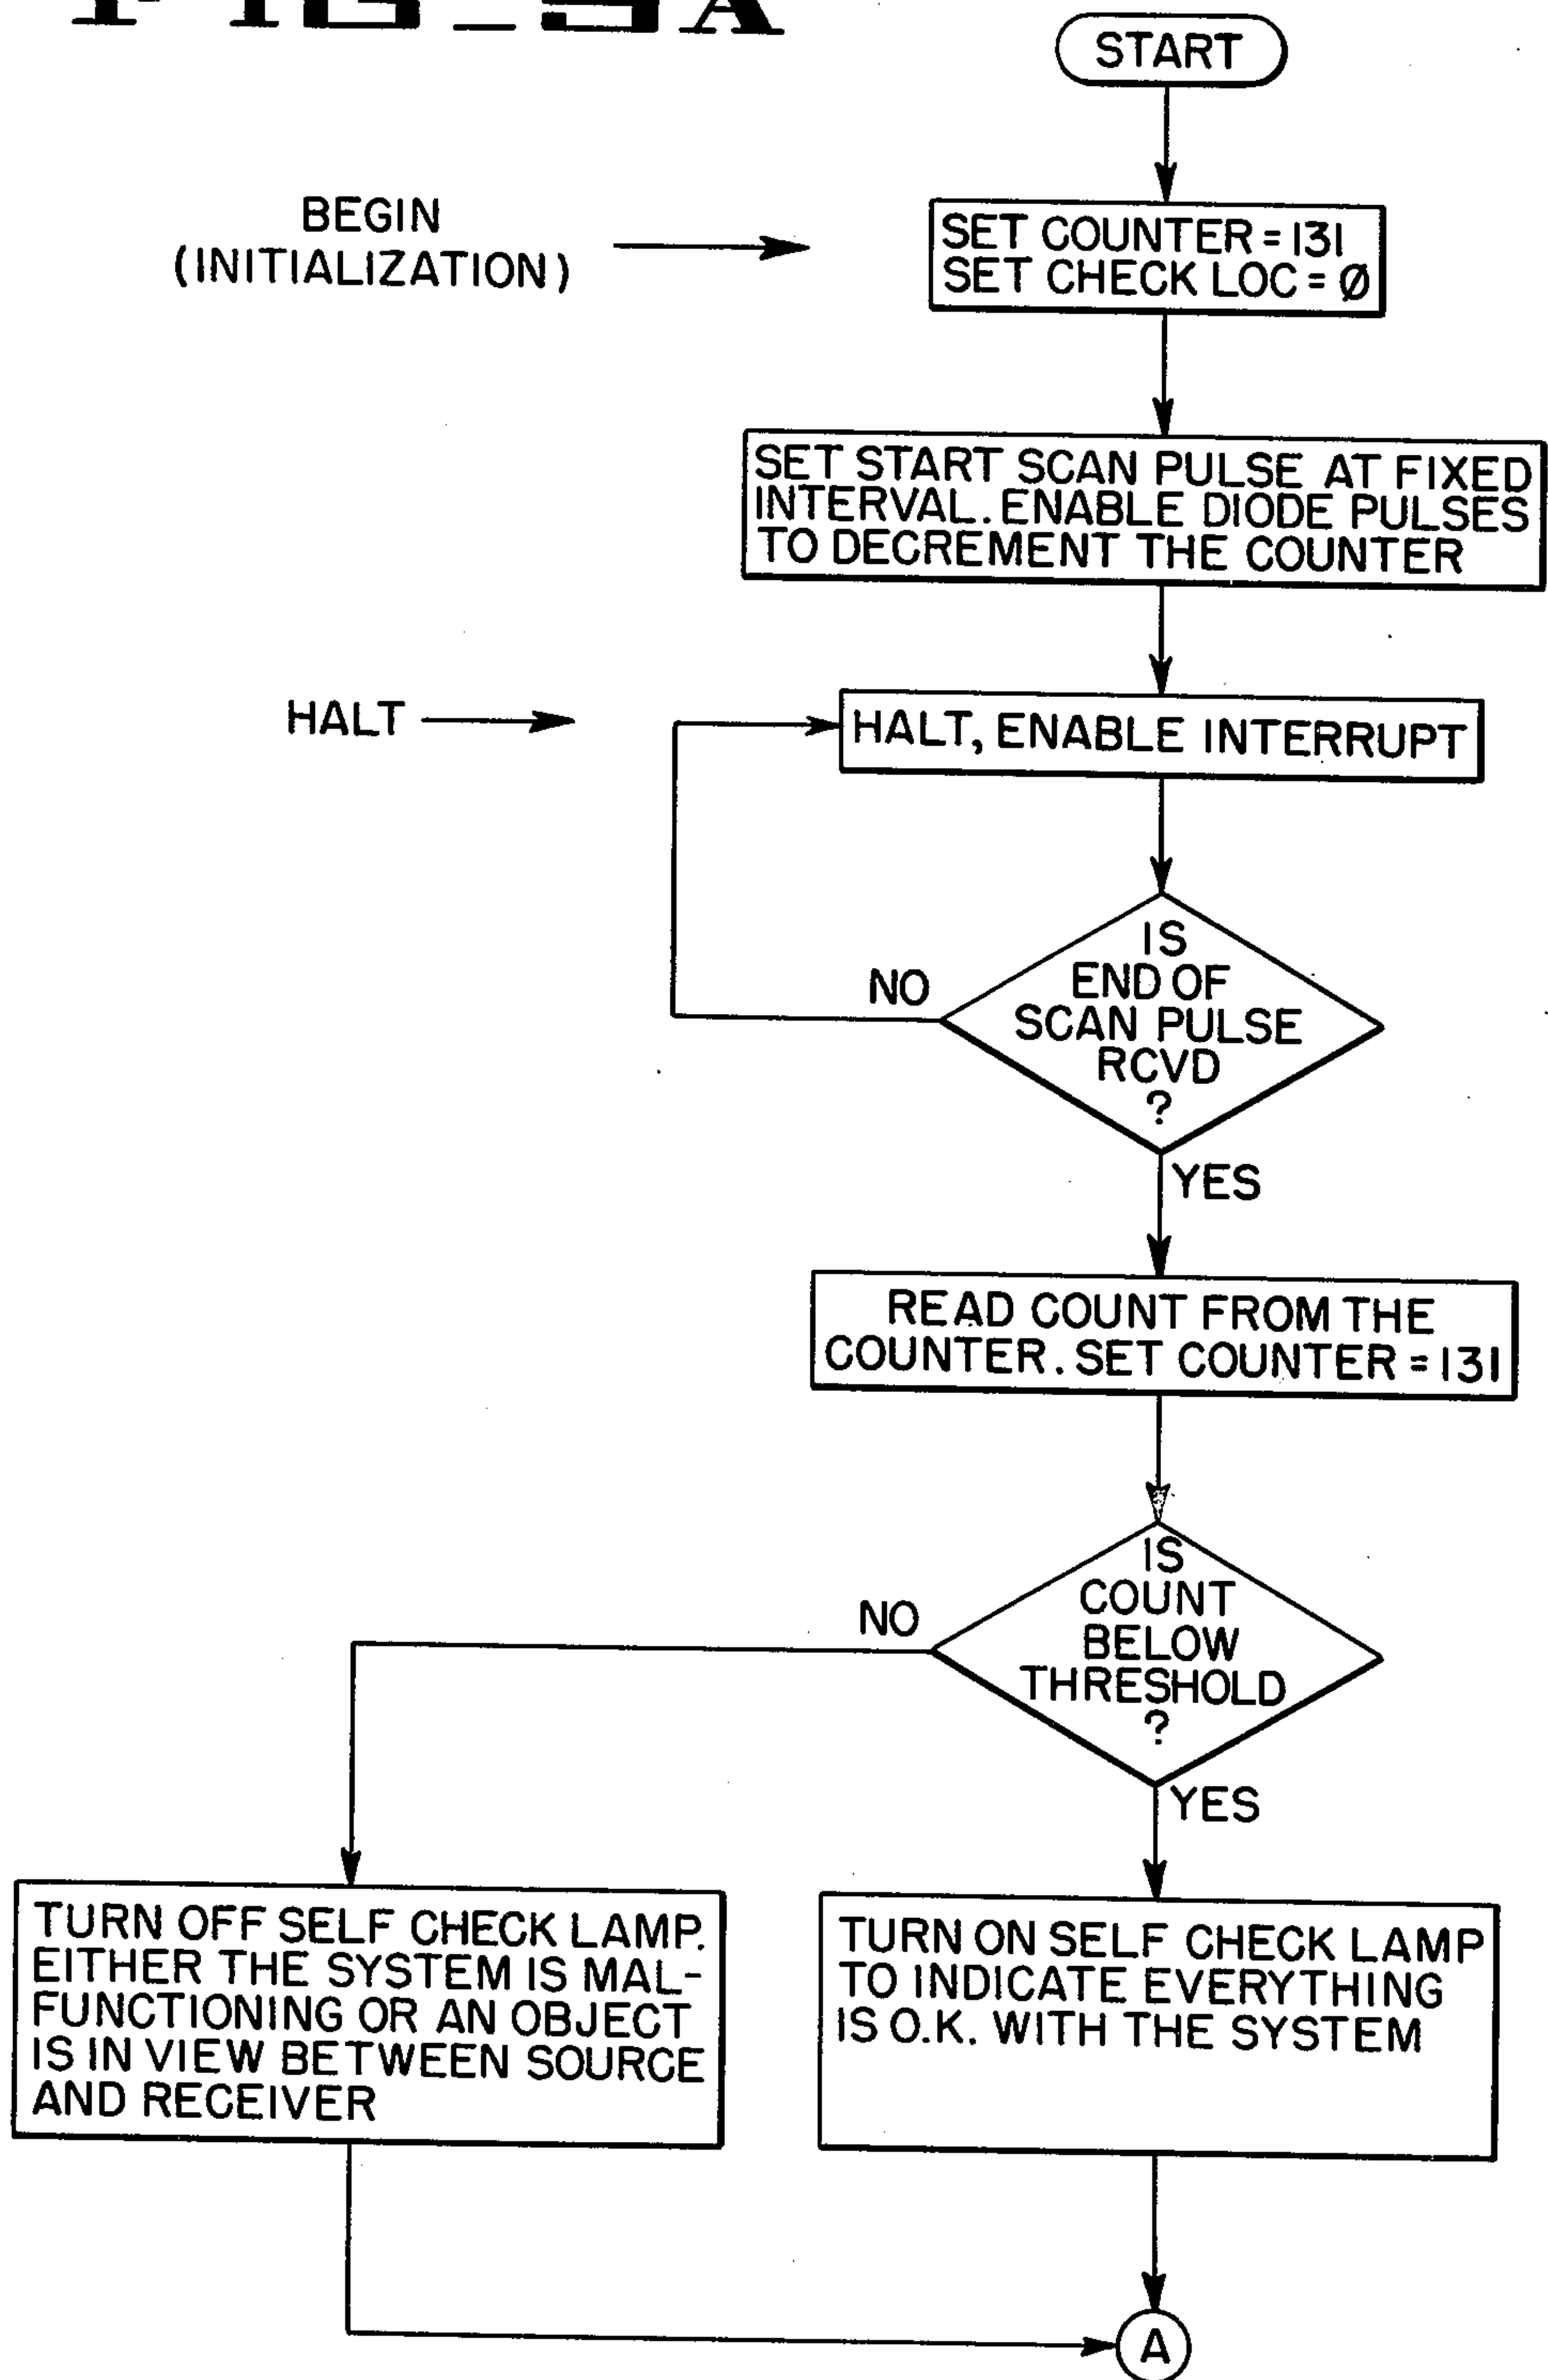 START
BEGIN
(INITIALIZATION)
SET COUNTER = 131
SET CHECK LOC = Ø
SET START SCAN PULSE AT FIXED
INTERVAL. ENABLE DIODE PULSES
TO DECREMENT THE COUNTER
HALT
HALT, ENABLE INTERRUPT
IS
END OF
SCAN PULSE
RCVD
?
NO
YES
READ COUNT FROM THE
COUNTER. SET COUNTER = 131
IS
COUNT
BELOW
THRESHOLD
?
NO
YES
TURN OFF SELF CHECK LAMP.
EITHER THE SYSTEM IS MAL-
FUNCTIONING OR AN OBJECT
IS IN VIEW BETWEEN SOURCE
AND RECEIVER
TURN ON SELF CHECK LAMP
TO INDICATE EVERYTHING
IS O.K. WITH THE SYSTEM
A